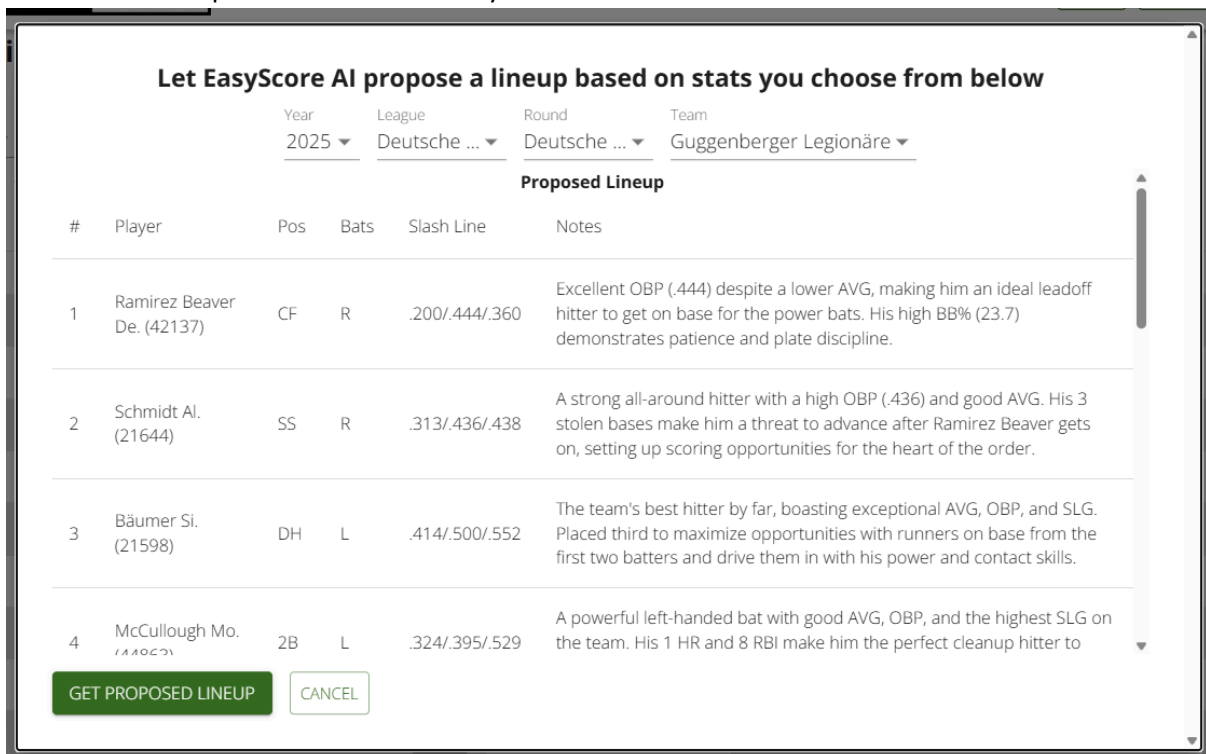 Let EasyScore AI propose a lineup based on stats you choose from below
Year League Round Team
2025 Deutsche ... Deutsche ... Guggenberger Legionäre
Proposed Lineup
# Player Pos Bats Slash Line Notes
1 Ramirez Beaver De. (42137) CF R .200/.444/.360
Excellent OBP (.444) despite a lower AVG, making him an ideal leadoff
hitter to get on base for the power bats. His high BB% (23.7)
demonstrates patience and plate discipline.
2 Schmidt Al. (21644) SS R .313/.436/.438
A strong all-around hitter with a high OBP (.436) and good AVG. His 3
stolen bases make him a threat to advance after Ramirez Beaver gets
on, setting up scoring opportunities for the heart of the order.
3 Bäumer Si. (21598) DH L .414/.500/.552
The team's best hitter by far, boasting exceptional AVG, OBP, and SLG.
Placed third to maximize opportunities with runners on base from the
first two batters and drive them in with his power and contact skills.
4 McCullough Mo. 2B L .324/.395/.529
A powerful left-handed bat with good AVG, OBP, and the highest SLG on
the team. His 1 HR and 8 RBI make him the perfect cleanup hitter to
GET PROPOSED LINEUP CANCEL